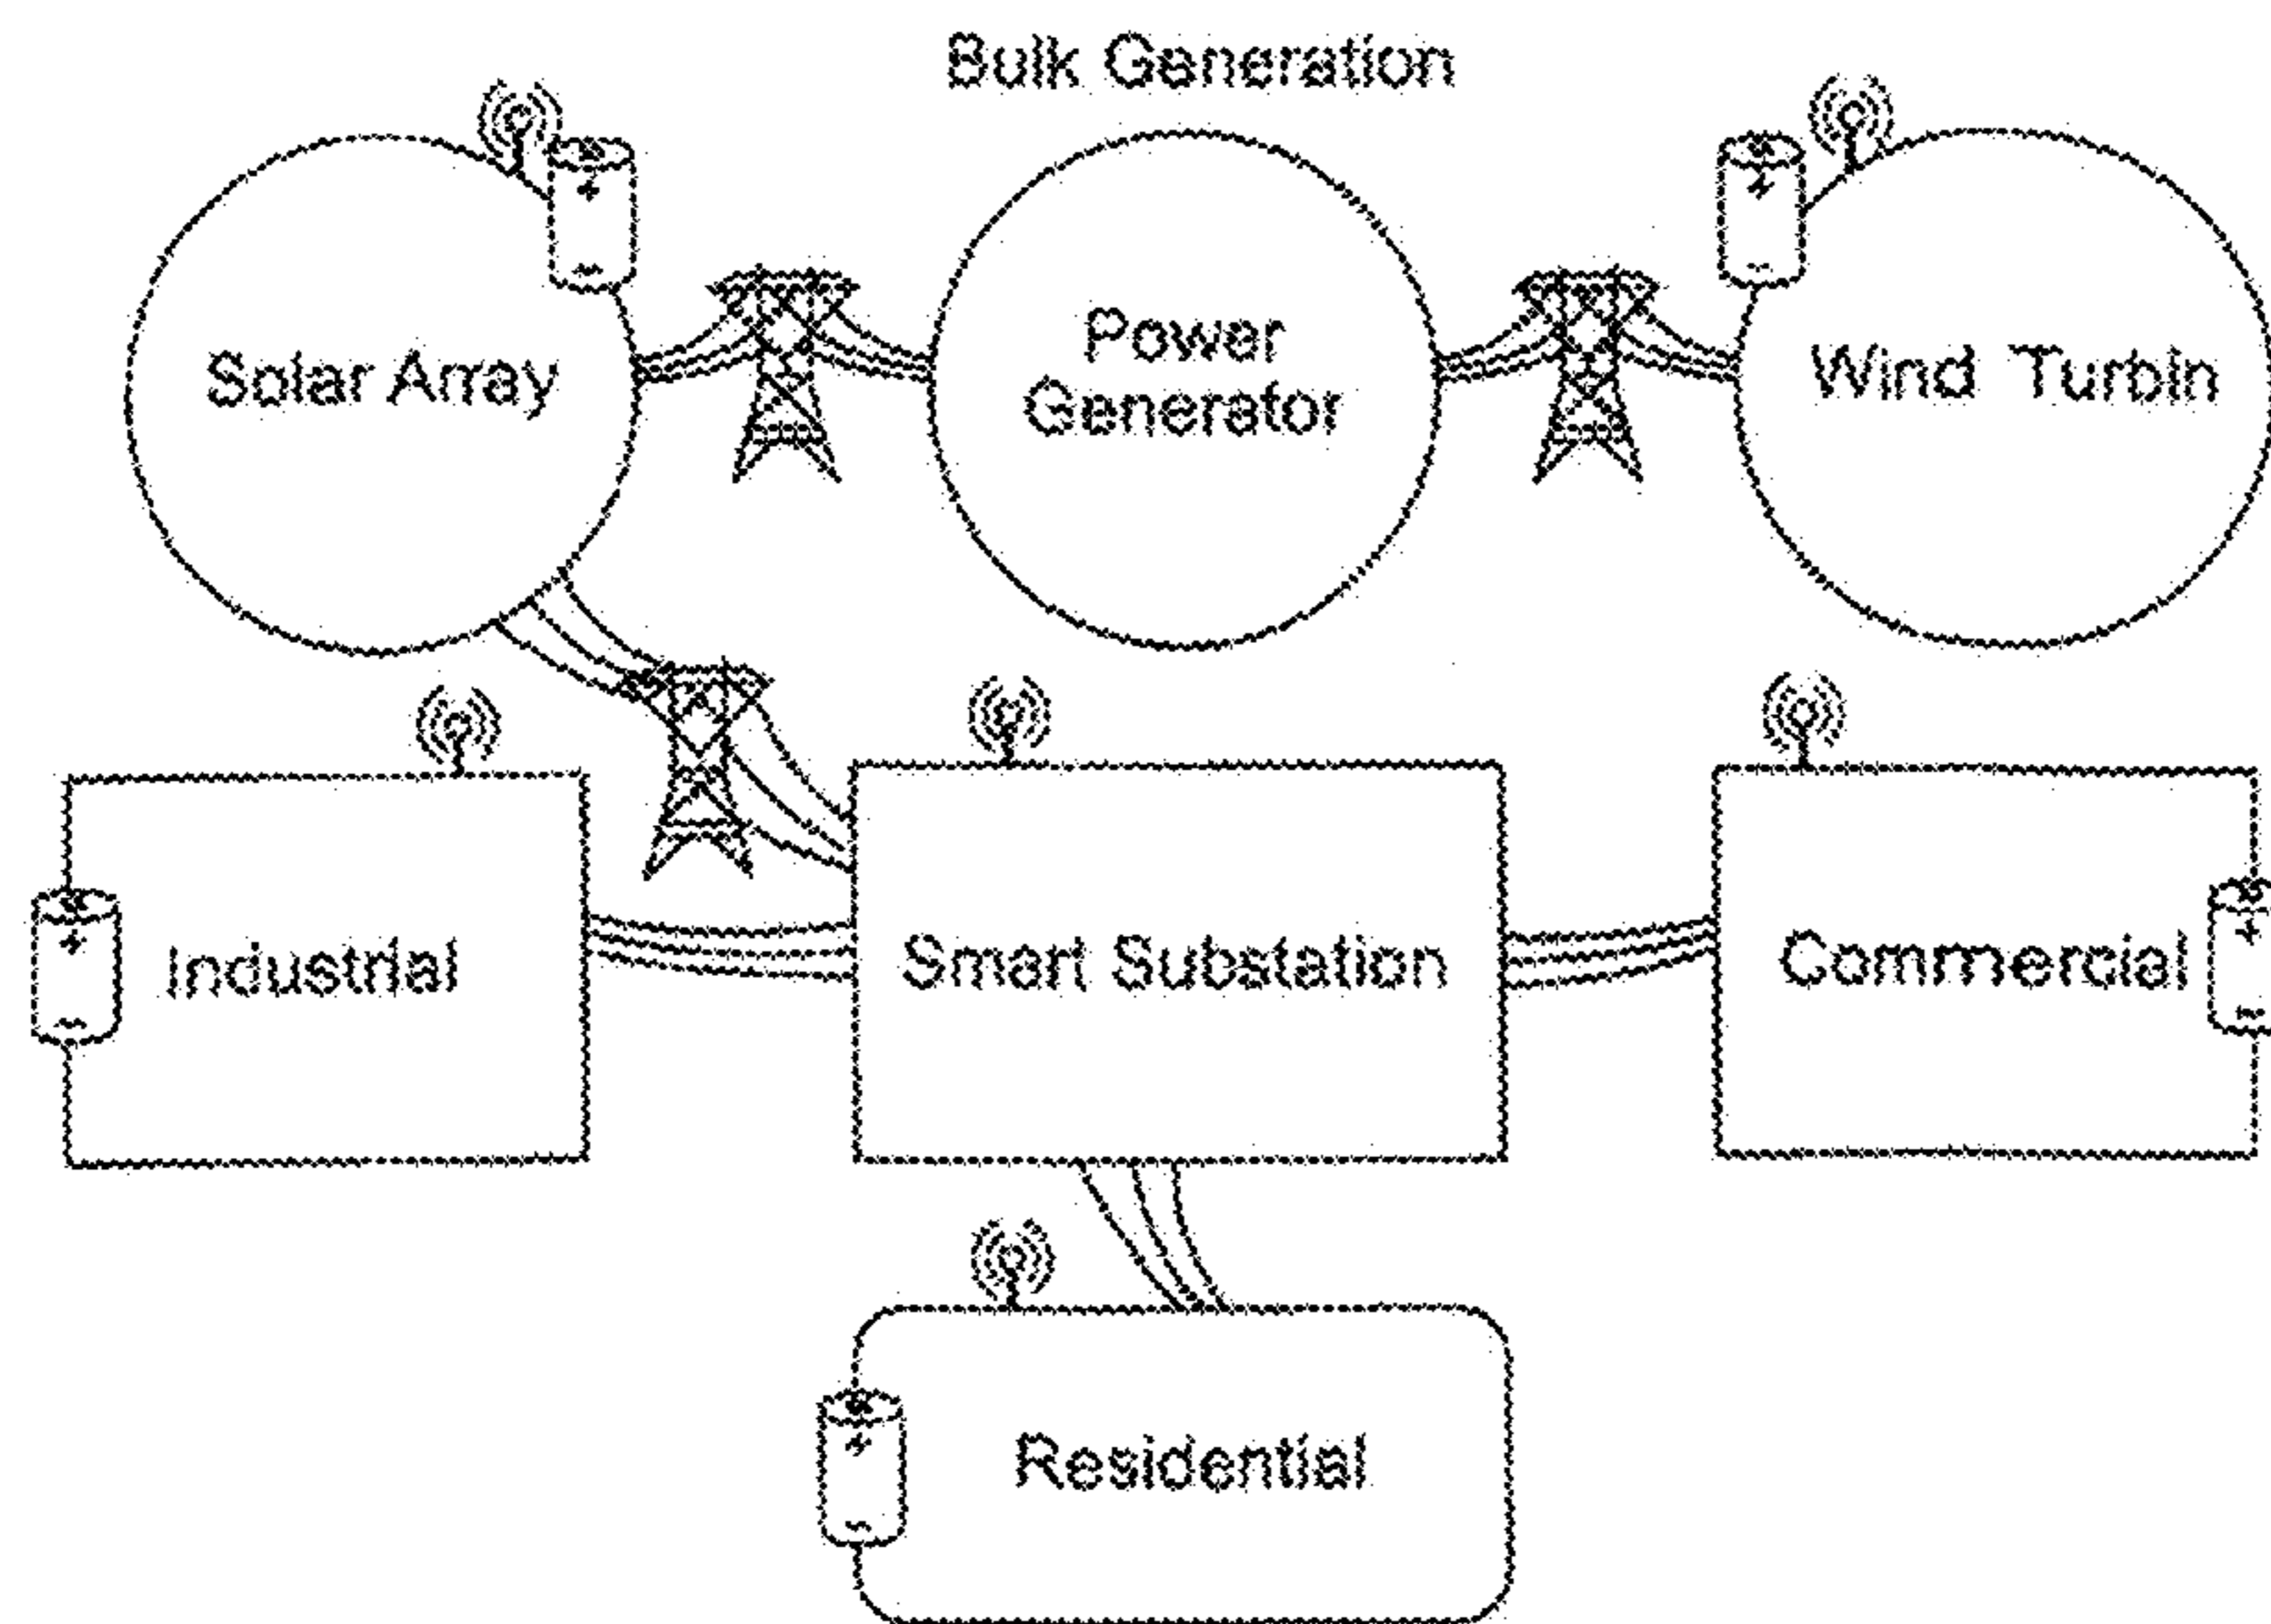 Bulk Generation
Solar Array
Power
Generator
Wind Turbin
Industrial
Smart Substation
Commercial
Residential